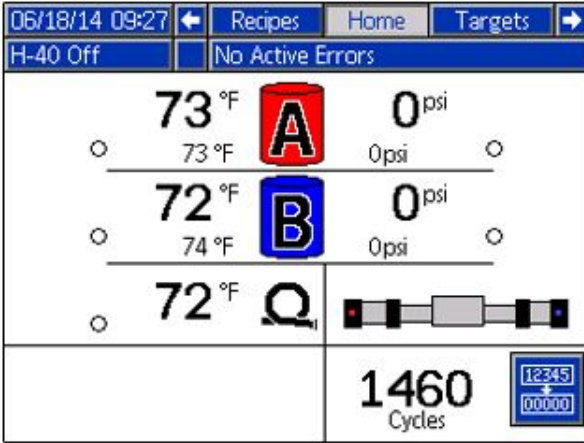 06/18/14 09:27 Recipes Home Targets
H-40 Off No Active Errors
73 °F A 0 psi
73 °F 0psi
72 °F B 0 psi
74 °F 0psi
72 °F
1460 12345
Cycles 00000